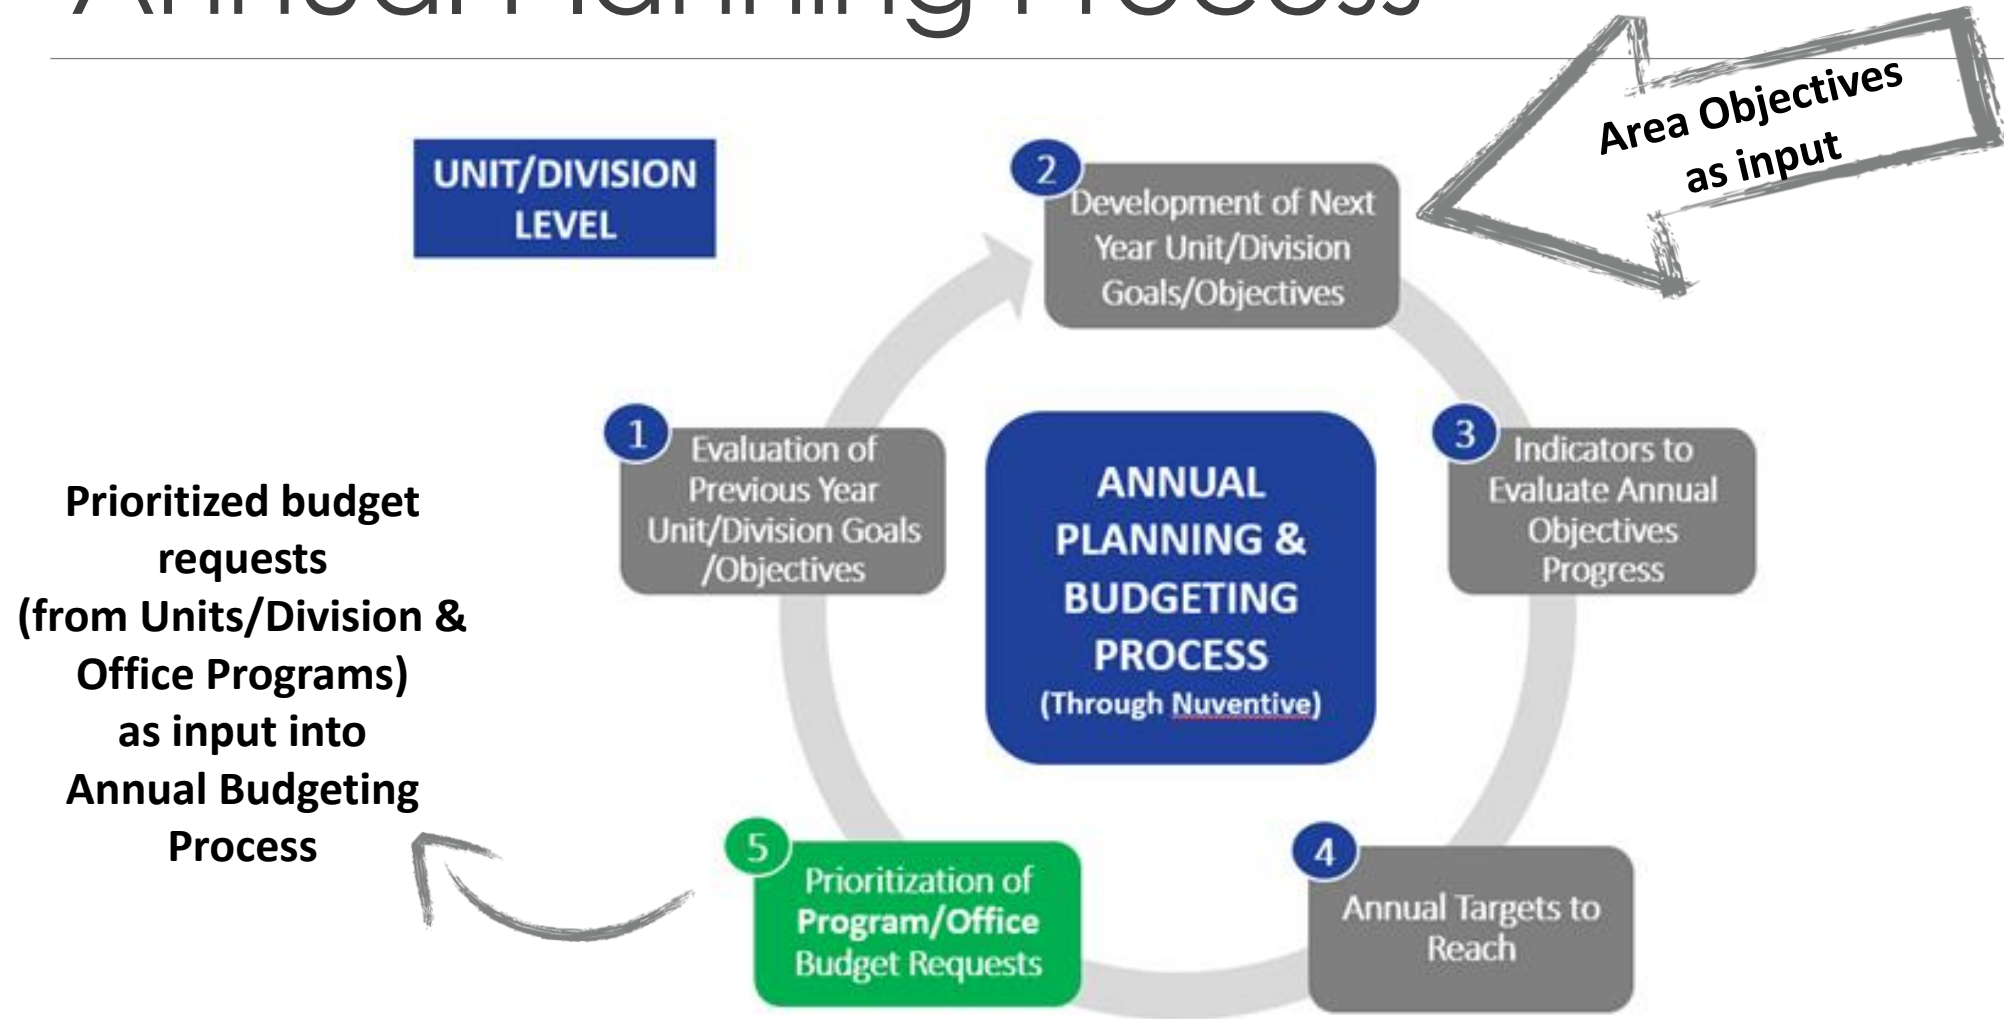 Annual Planning Process
Area Objectives
as input
UNIT/DIVISION
LEVEL
2
Development of Next
Year Unit/Division
Goals/Objectives
1
Evaluation of
Previous Year
Unit/Division Goals
/Objectives
3
Indicators to
Evaluate Annual
Objectives
Progress
ANNUAL
PLANNING &
BUDGETING
PROCESS
(Through Nuventive)
Prioritized budget
requests
(from Units/Division &
Office Programs)
as input into
Annual Budgeting
Process
5
Prioritization of
Program/Office
Budget Requests
4
Annual Targets to
Reach